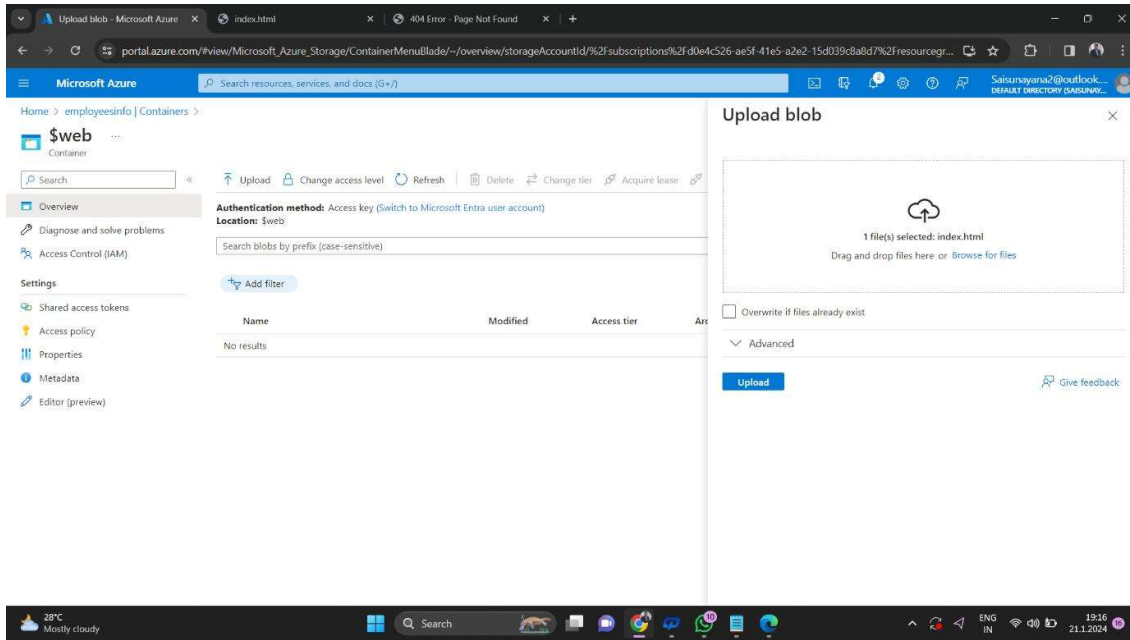 Upload blob - Microsoft Azure
index.html
404 Error - Page Not Found
portal.azure.com/#view/Microsoft_Azure_Storage/ContainerMenuBlade/~/overview/storageAccountId/%2Fsubscriptions%2Fd0e4c526-ae5f-41e5-a2e2-15d039c8a8d7%2Fresourcegr...
Microsoft Azure
Search resources, services, and docs (G+/)
Saisunayana2@outlook....
DEFAULT DIRECTORY (SAISUNAY...
Home > employeesinfo | Containers >
$web ...
Container
Search
Overview
Diagnose and solve problems
Access Control (IAM)
Settings
Shared access tokens
Access policy
Properties
Metadata
Editor (preview)
Upload Change access level Refresh Delete Change tier Acquire lease
Authentication method: Access key (Switch to Microsoft Entra user account)
Location: $web
Search blobs by prefix (case-sensitive)
Add filter
Name Modified Access tier Arc
No results
Upload blob
1 file(s) selected: index.html
Drag and drop files here or Browse for files
Overwrite if files already exist
Advanced
Upload
Give feedback
28°C
Mostly cloudy
Search
10
ENG
IN
19:16
21.1.2024
16